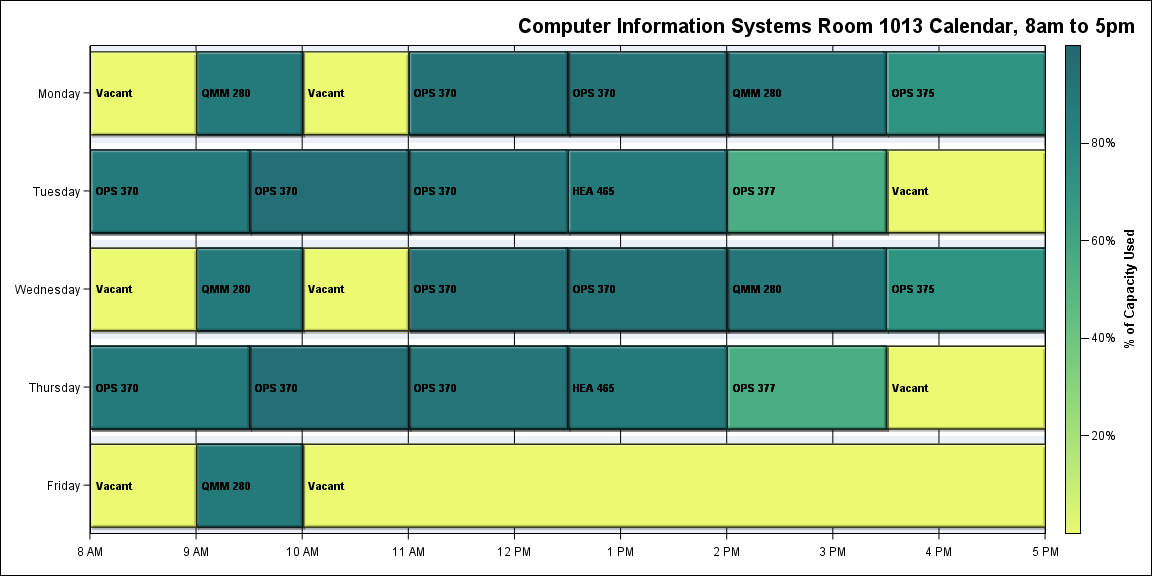 Computer Information Systems Room 1013 Calendar, 8am to 5pm
Monday
Vacant
QMM 280
Vacant
OPS 370
OPS 370
QMM 280
OPS 375
Tuesday
OPS 370
OPS 370
OPS 370
HEA 465
OPS 377
Vacant
Wednesday
Vacant
QMM 280
Vacant
OPS 370
OPS 370
QMM 280
OPS 375
Thursday
OPS 370
OPS 370
OPS 370
HEA 465
OPS 377
Vacant
Friday
Vacant
QMM 280
Vacant
8 AM
9 AM
10 AM
11 AM
12 PM
1 PM
2 PM
3 PM
4 PM
5 PM
80%
60%
40%
20%
% of Capacity Used